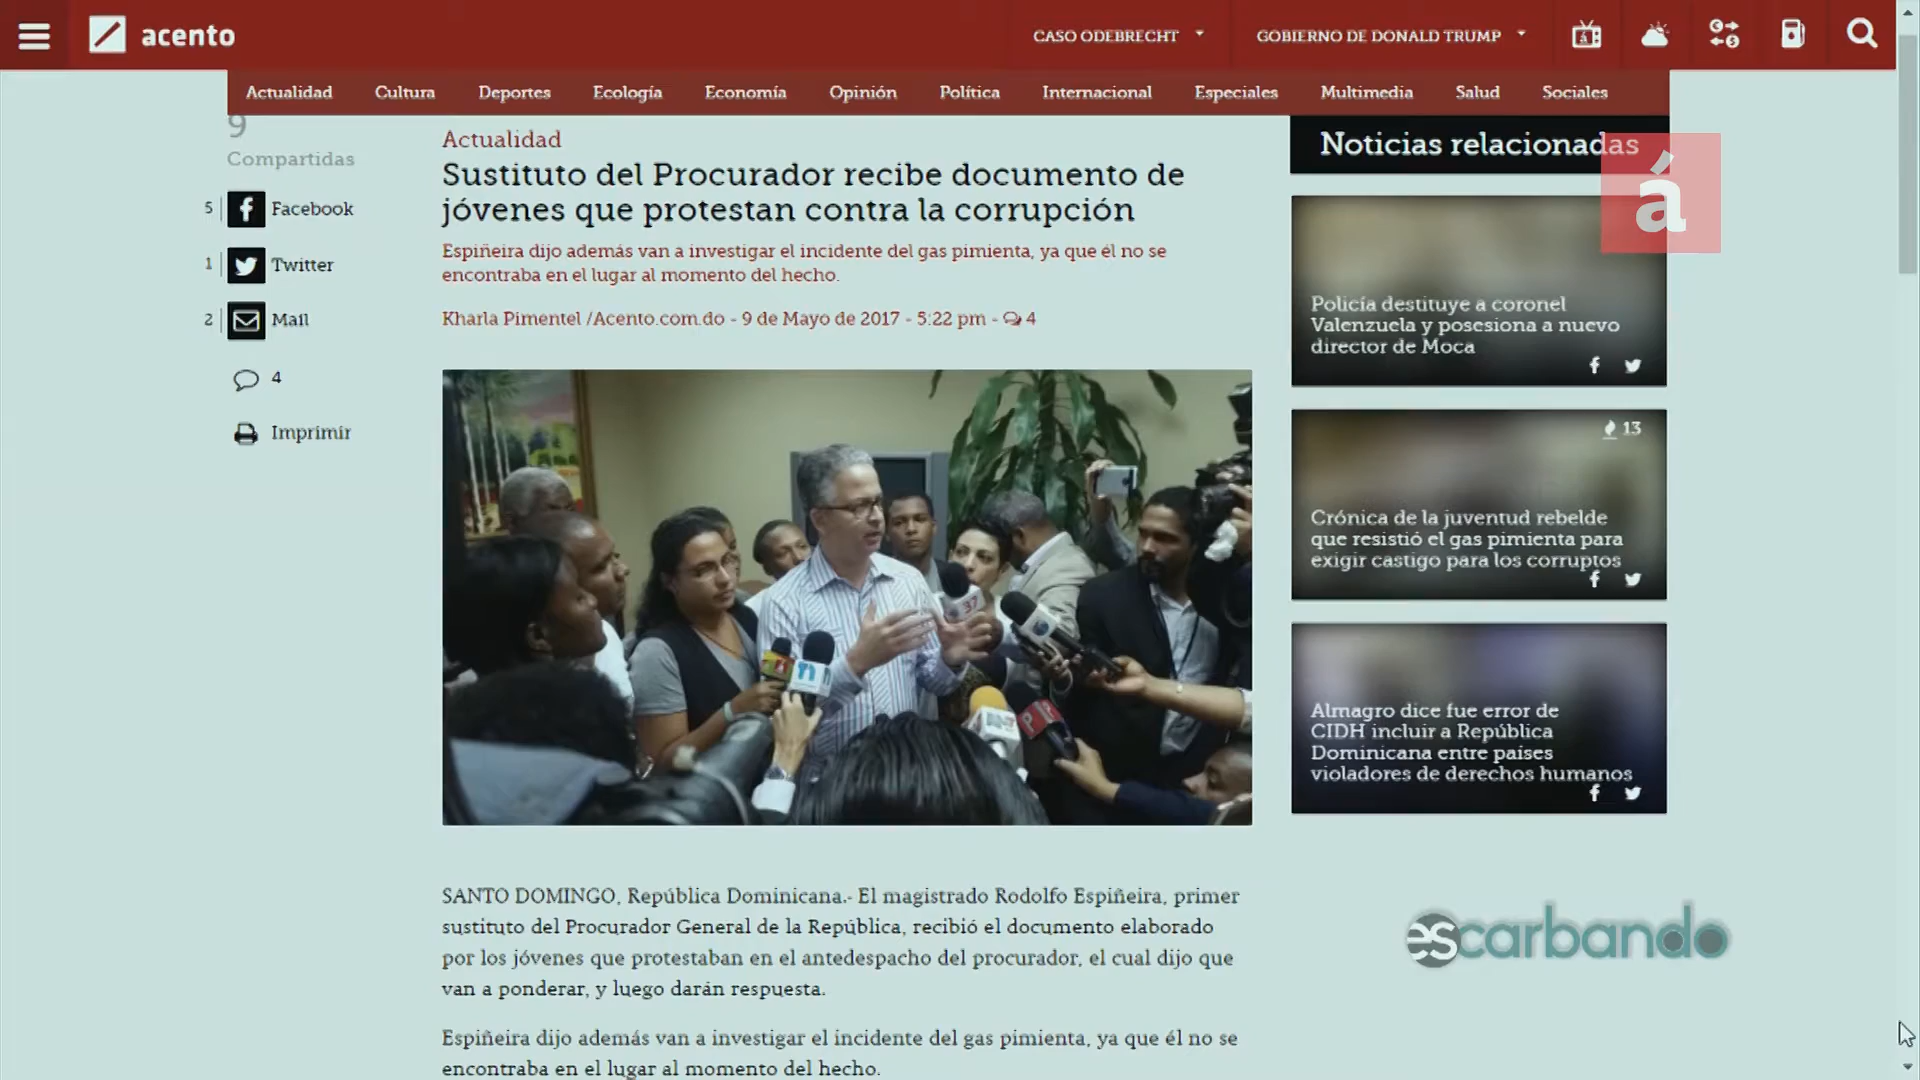 acento
CASO ODEBRECHT
GOBIERNO DE DONALD TRUMP
Actualidad Cultura Deportes Ecología Economía Opinión Política Internacional Especiales Multimedia Salud Sociales
9
Compartidas
5 Facebook
1 Twitter
2 Mail
4
Imprimir
Actualidad
Sustituto del Procurador recibe documento de
jóvenes que protestan contra la corrupción
Espiñeira dijo además van a investigar el incidente del gas pimienta, ya que él no se
encontraba en el lugar al momento del hecho.
Kharla Pimentel /Acento.com.do - 9 de Mayo de 2017 - 5:22 pm - 4
37
SANTO DOMINGO, República Dominicana.- El magistrado Rodolfo Espiñeira, primer
sustituto del Procurador General de la República, recibió el documento elaborado
por los jóvenes que protestaban en el antedespacho del procurador, el cual dijo que
van a ponderar, y luego darán respuesta.
Espiñeira dijo además van a investigar el incidente del gas pimienta, ya que él no se
encontraba en el lugar al momento del hecho.
Noticias relacionadas
á
Policía destituye a coronel
Valenzuela y posesiona a nuevo
director de Moca
13
Crónica de la juventud rebelde
que resistió el gas pimienta para
exigir castigo para los corruptos
Almagro dice fue error de
CIDH incluir a República
Dominicana entre países
violadores de derechos humanos
escarbando